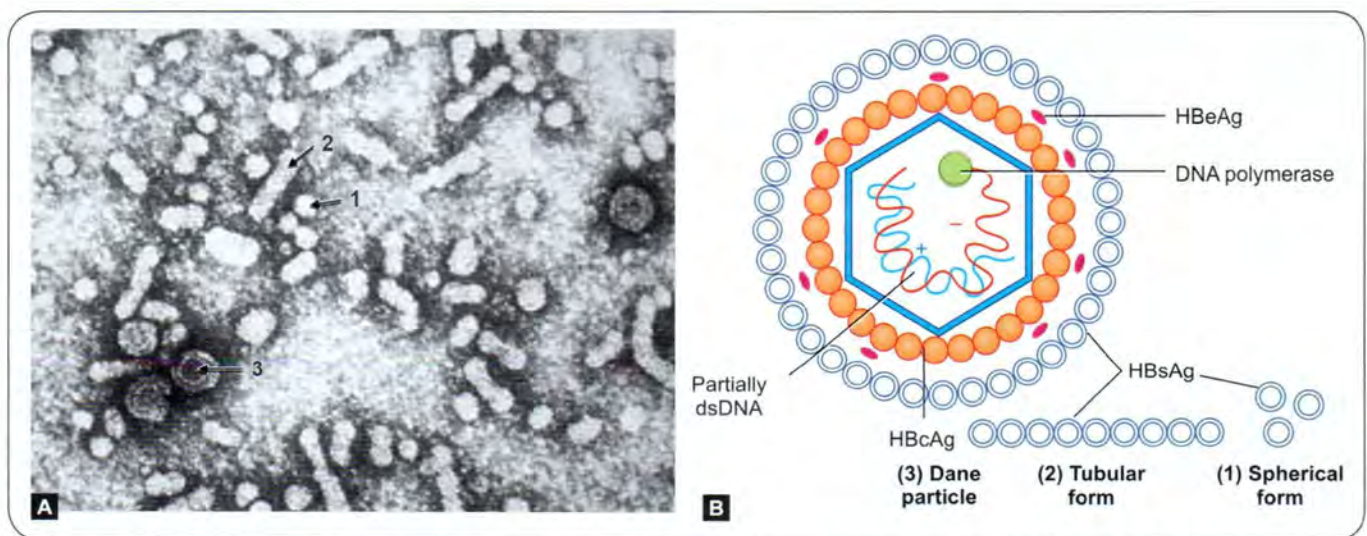 2
1
3
A
HBeAg
DNA polymerase
−
+
Partially
dsDNA
HBcAg
HBsAg
(3) Dane
particle
(2) Tubular
form
(1) Spherical
form
B